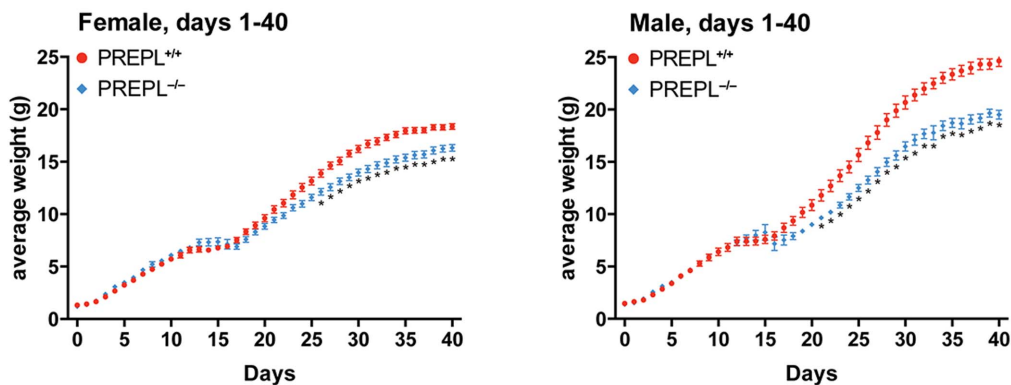 Female, days 1-40
PREPL+/+
PREPL-/-
average weight (g)
25
20
15
10
5
0
0 5 10 15 20 25 30 35 40
Days
Male, days 1-40
PREPL+/+
PREPL-/-
average weight (g)
25
20
15
10
5
0
0 5 10 15 20 25 30 35 40
Days